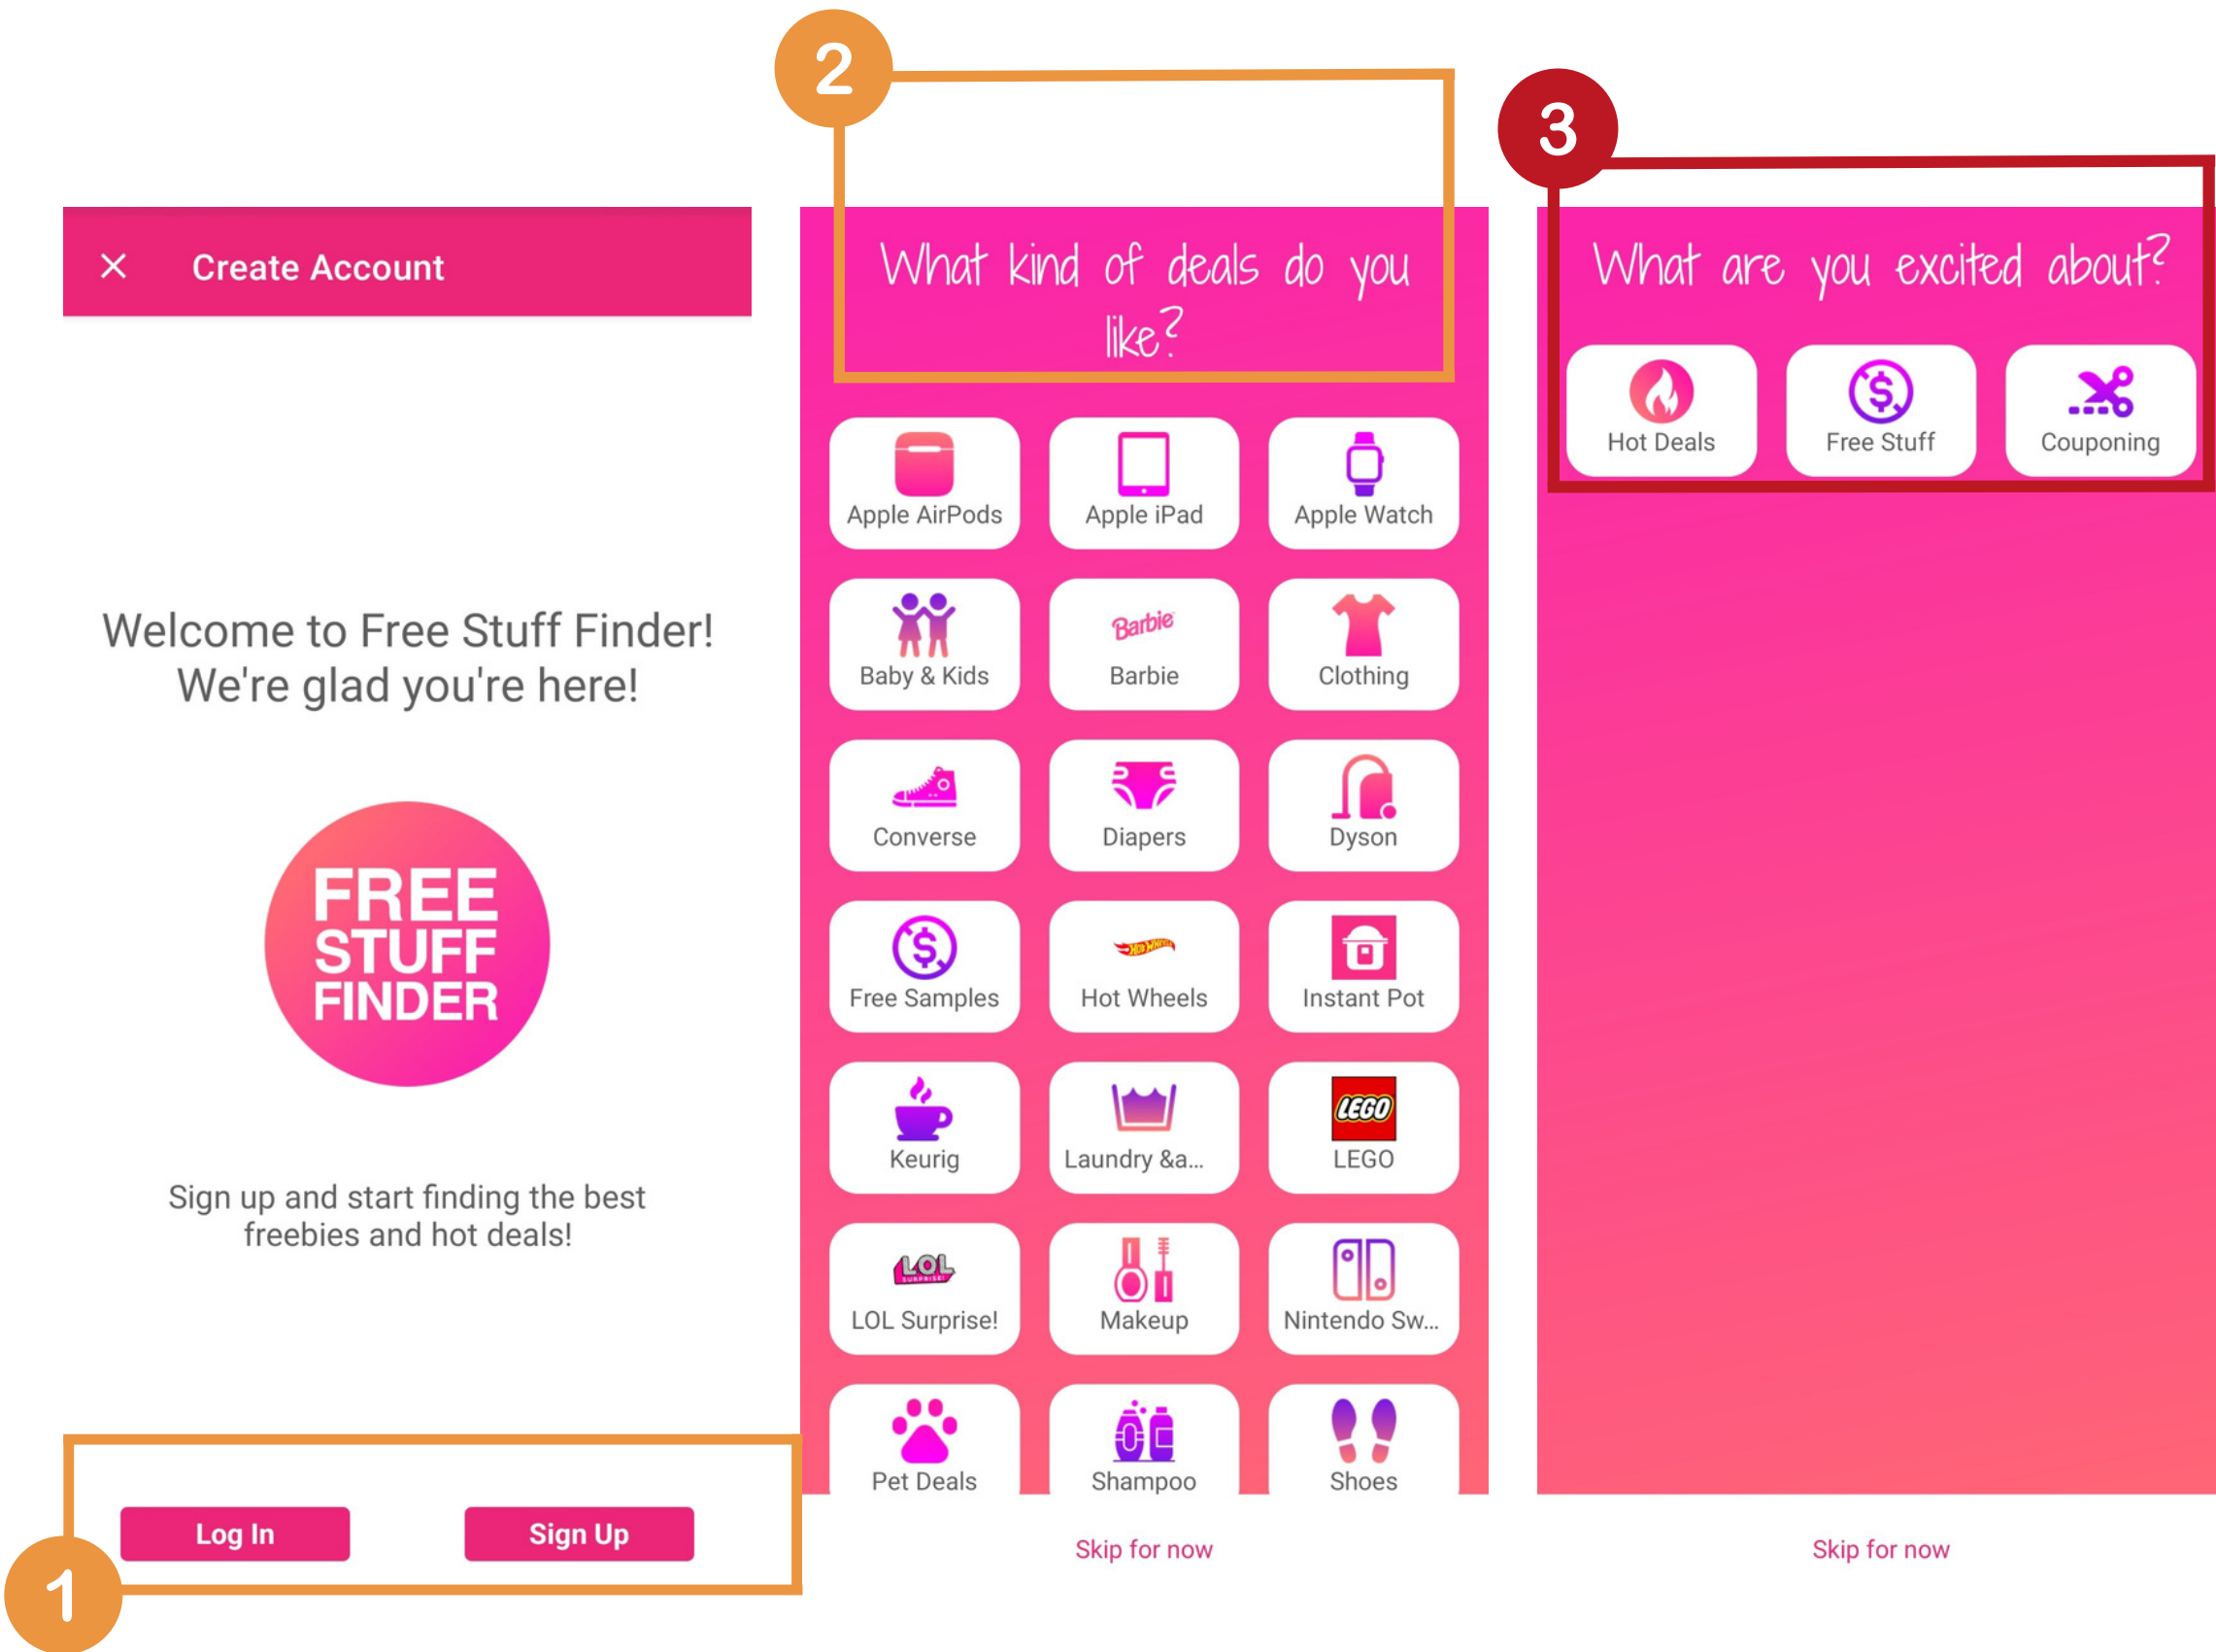 Create Account
Welcome to Free Stuff Finder!
We're glad you're here!
FREE
STUFF
FINDER
Sign up and start finding the best
freebies and hot deals!
Log In
Sign Up
1
2
What kind of deals do you
like?
Apple AirPods
Apple iPad
Apple Watch
Baby & Kids
Barbie
Barbie
Clothing
Converse
Diapers
Dyson
Free Samples
Hot Wheels
Hot Wheels
Instant Pot
Keurig
Laundry &a...
LEGO
LEGO
LOL
SURPRISE!
LOL Surprise!
Makeup
Nintendo Sw...
Pet Deals
Shampoo
Shoes
Skip for now
3
What are you excited about?
Hot Deals
Free Stuff
Couponing
Skip for now